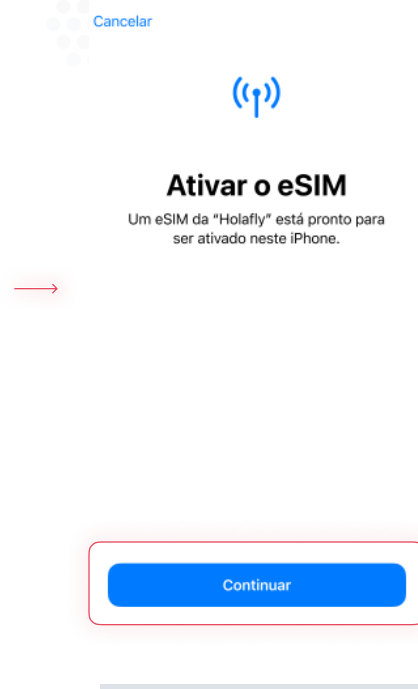 Cancelar
Ativar o eSIM
Um eSIM da “Holafly” está pronto para
ser ativado neste iPhone.
Continuar